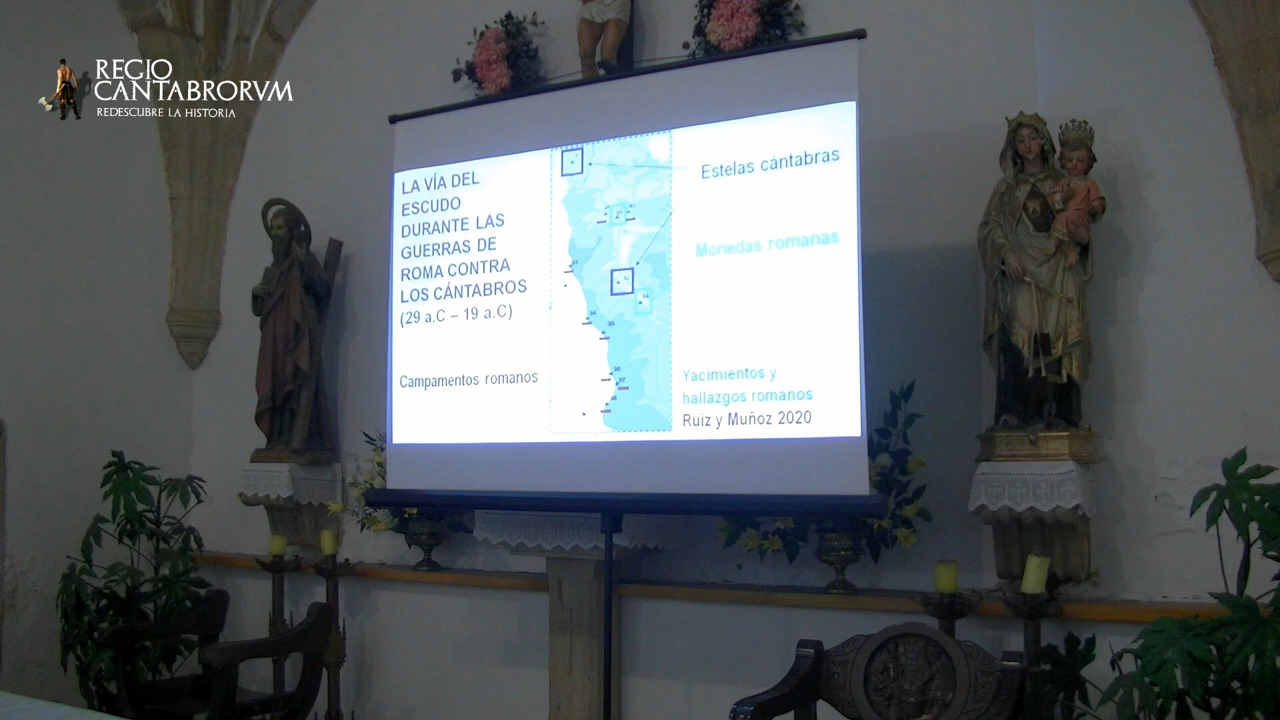 REGIO
CANTABRORVM
REDESCUBRE LA HISTORIA
LA VÍA DEL
ESCUDO
DURANTE LAS
GUERRAS DE
ROMA CONTRA
LOS CÁNTABROS
(29 a.C – 19 a.C)
Campamentos romanos
Estelas cántabras
Monedas romanas
Yacimientos y
hallazgos romanos
Ruiz y Muñoz 2020